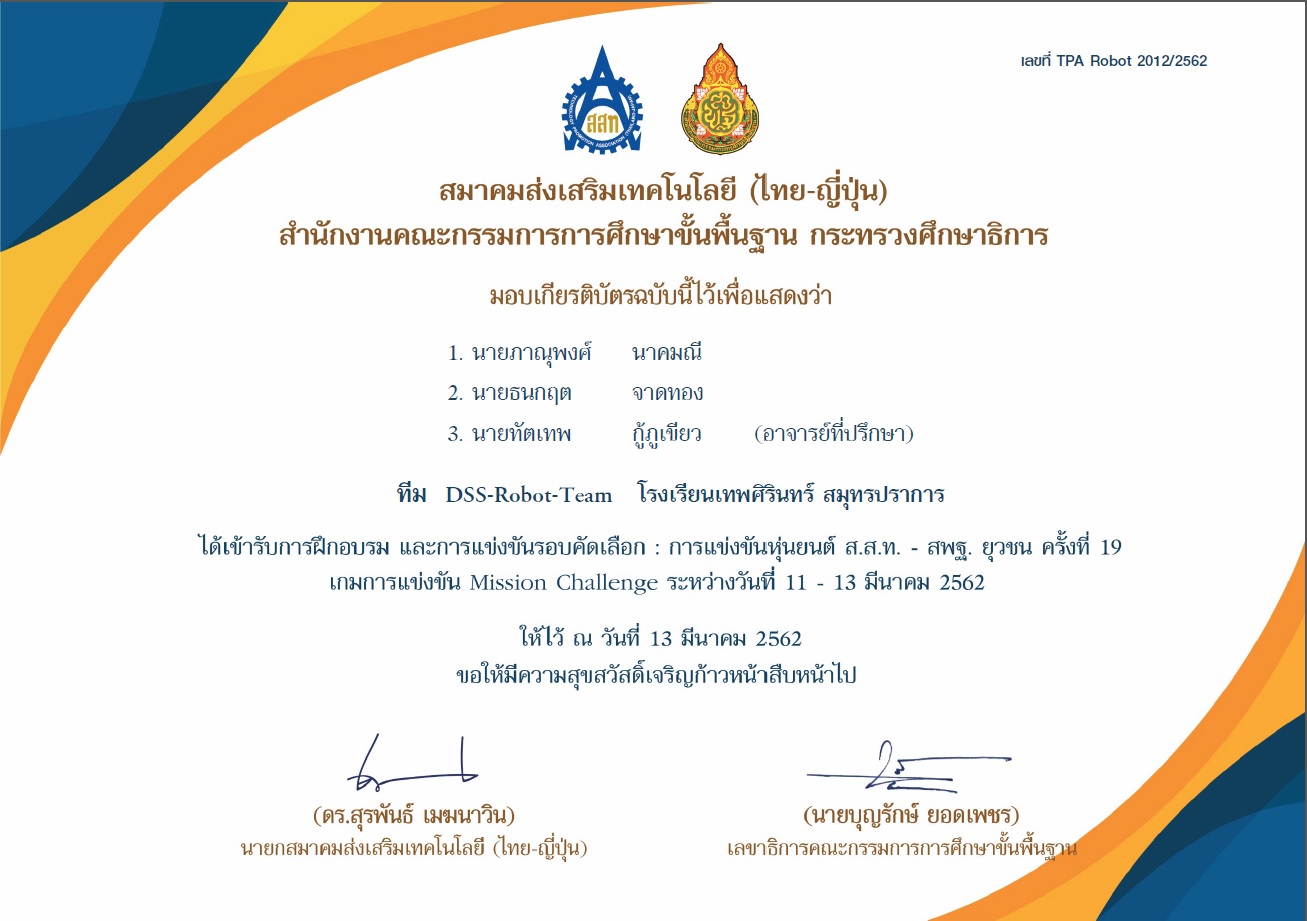 เลขที่ TPA Robot 2012/2562
สสท
TECHNOLOGY PROMOTION ASSOCIATION (THAILAND-JAPAN)
สมาคมส่งเสริมเทคโนโลยี (ไทย-ญี่ปุ่น)
สำนักงานคณะกรรมการการศึกษาขั้นพื้นฐาน กระทรวงศึกษาธิการ
มอบเกียรติบัตรฉบับนี้ไว้เพื่อแสดงว่า
1. นายภาณุพงศ์ นาคมณี
2. นายธนกฤต จาดทอง
3. นายทัตเทพ กู้ภูเขียว (อาจารย์ที่ปรึกษา)
ทีม DSS-Robot-Team โรงเรียนเทพศิรินทร์ สมุทรปราการ
ได้เข้ารับการฝึกอบรม และการแข่งขันรอบคัดเลือก : การแข่งขันหุ่นยนต์ ส.ส.ท. - สพฐ. ยุวชน ครั้งที่ 19
เกมการแข่งขัน Mission Challenge ระหว่างวันที่ 11 - 13 มีนาคม 2562
ให้ไว้ ณ วันที่ 13 มีนาคม 2562
ขอให้มีความสุขสวัสดิ์เจริญก้าวหน้าสืบหน้าไป
(ดร.สุรพันธ์ เมฆนาวิน)
นายกสมาคมส่งเสริมเทคโนโลยี (ไทย-ญี่ปุ่น)
(นายบุญรักษ์ ยอดเพชร)
เลขาธิการคณะกรรมการการศึกษาขั้นพื้นฐาน